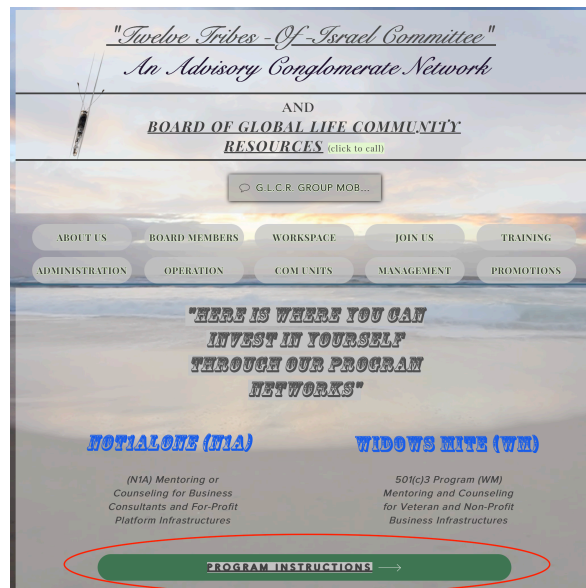 "Twelve Tribes -Of-Israel Committee"
An Advisory Conglomerate Network
AND
BOARD OF GLOBAL LIFE COMMUNITY
RESOURCES (click to call)
G.L.C.R. GROUP MOB...
ABOUT US BOARD MEMBERS WORKSPACE JOIN US TRAINING
ADMINISTRATION OPERATION COM UNITS MANAGEMENT PROMOTIONS
"HERE IS WHERE YOU CAN
INVEST IN YOURSELF
THROUGH OUR PROGRAM
NETWORKS"
NOT1ALONE (N1A)
(N1A) Mentoring or
Counseling for Business
Consultants and For-Profit
Platform Infrastructures
WIDOWS MITE (WM)
501(c)3 Program (WM)
Mentoring and Counseling
for Veteran and Non-Profit
Business Infrastructures
PROGRAM INSTRUCTIONS